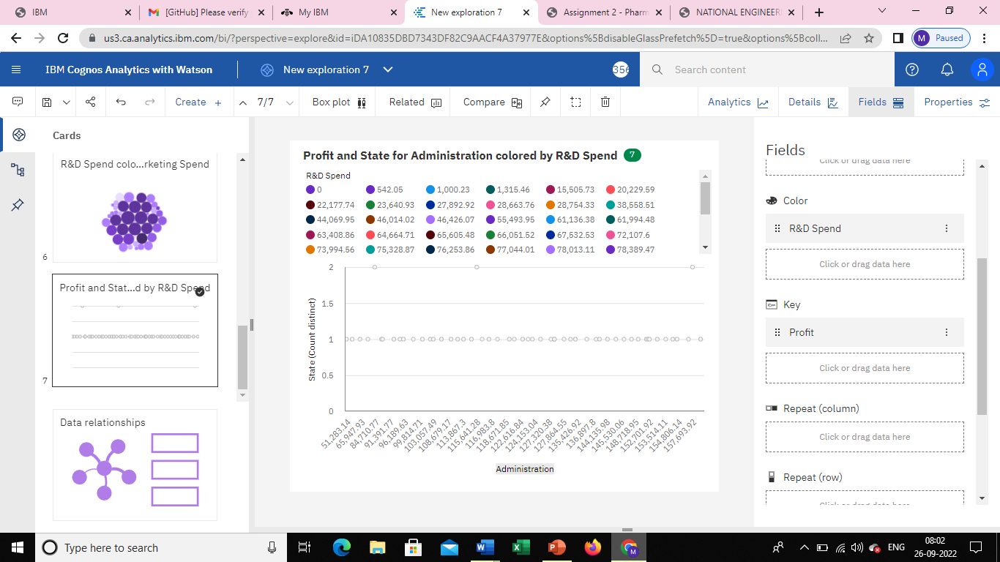 IBM
[GitHub] Please verify
My IBM
New exploration 7
Assignment 2 - Pharm
NATIONAL ENGINEER
us3.ca.analytics.ibm.com/bi/?perspective=explore&id=iDA10835DBD7343DF82C9AACF4A37977E&options%5BdisableGlassPrefetch%5D=true&options%5Bcoll...
M Paused
IBM Cognos Analytics with Watson
New exploration 7
356
Search content
Create +
7/7
Box plot
Related
Compare
Analytics
Details
Fields
Properties
Cards
R&D Spend colo...rketing Spend
6
Profit and Stat...d by R&D Spend
7
Data relationships
Profit and State for Administration colored by R&D Spend 7
R&D Spend
0 542.05 1,000.23 1,315.46 15,505.73 20,229.59
22,177.74 23,640.93 27,892.92 28,663.76 28,754.33 38,558.51
44,069.95 46,014.02 46,426.07 55,493.95 61,136.38 61,994.48
63,408.86 64,664.71 65,605.48 66,051.52 67,532.53 72,107.6
73,994.56 75,328.87 76,253.86 77,044.01 78,013.11 78,389.47
State (Count distinct)
2
1.5
1
0.5
0
51,283.14 65,947.93 84,710.77 91,391.77 96,189.63 99,814.71 103,057.49 108,679.17 113,867.3 115,641.28 116,983.8 118,671.85 122,616.84 124,153.04 127,320.38 127,864.55 135,426.92 136,897.8 144,135.98 145,530.06 148,718.95 152,701.92 153,514.11 154,806.14 157,693.92
Administration
Fields
Click or drag data here
Color
R&D Spend
Click or drag data here
Key
Profit
Click or drag data here
Repeat (column)
Click or drag data here
Repeat (row)
Click or drag data here
Type here to search
ENG
08:02
26-09-2022